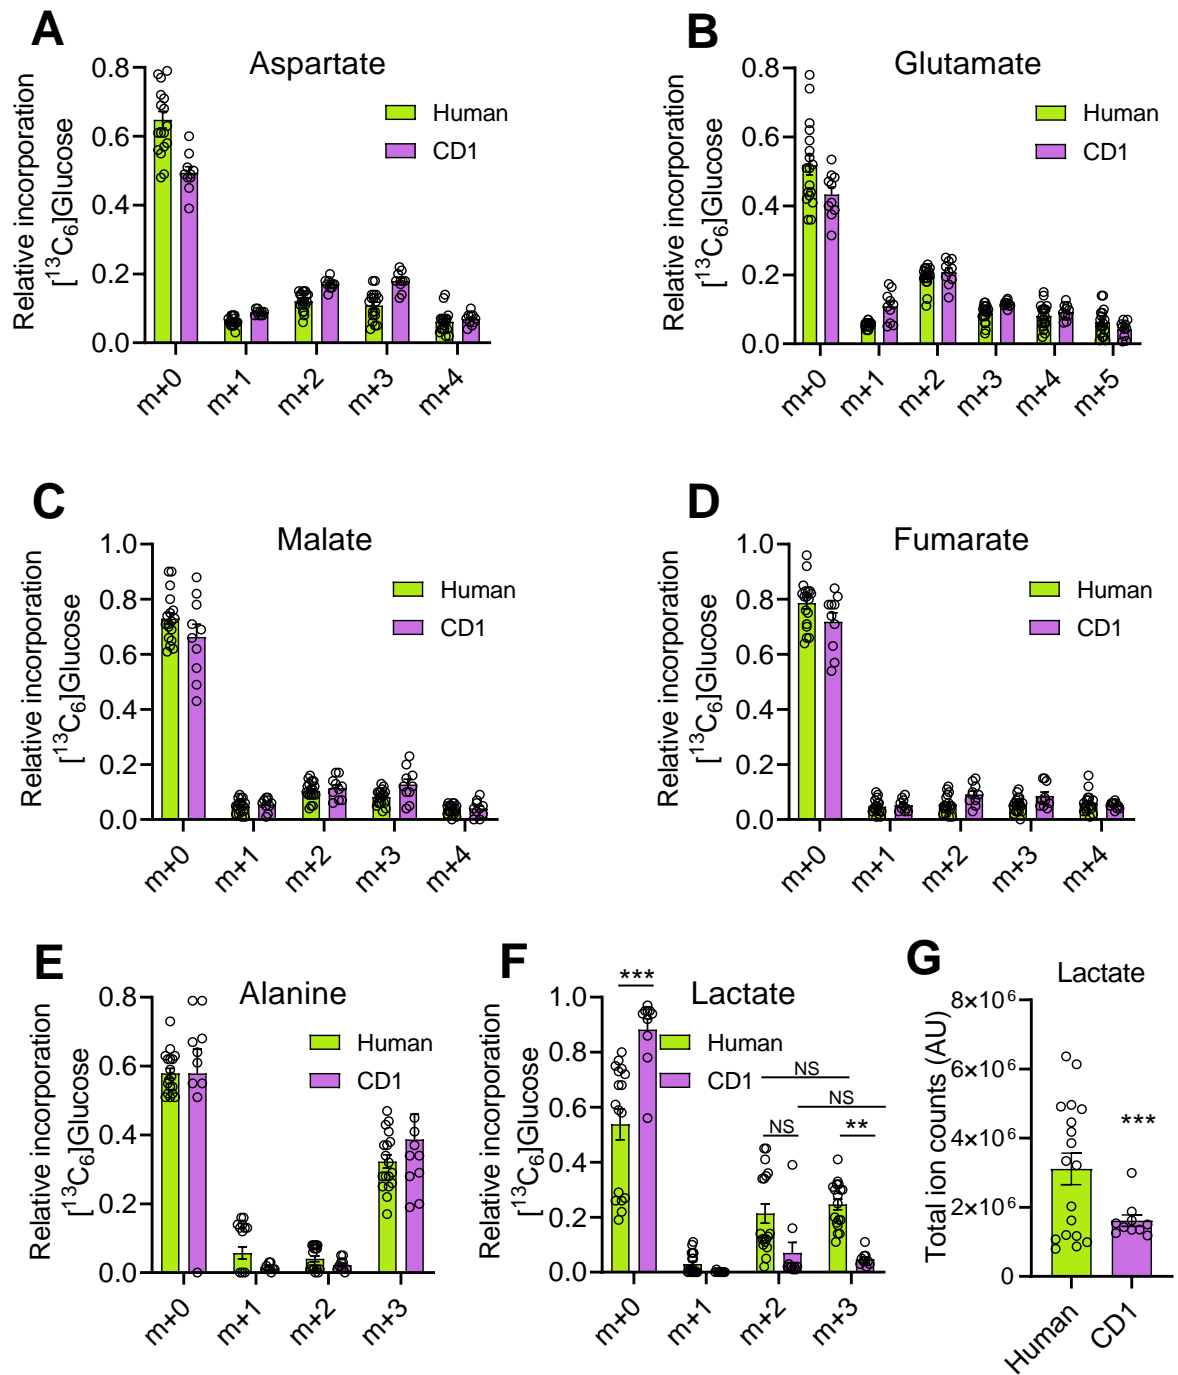 A
Aspartate
Relative incorporation
[¹³C₆]Glucose
0.8
0.6
0.4
0.2
0.0
Human
CD1
m+0
m+1
m+2
m+3
m+4
B
Glutamate
Relative incorporation
[¹³C₆]Glucose
0.8
0.6
0.4
0.2
0.0
Human
CD1
m+0
m+1
m+2
m+3
m+4
m+5
C
Malate
Relative incorporation
[¹³C₆]Glucose
1.0
0.8
0.6
0.4
0.2
0.0
Human
CD1
m+0
m+1
m+2
m+3
m+4
D
Fumarate
Relative incorporation
[¹³C₆]Glucose
1.0
0.8
0.6
0.4
0.2
0.0
Human
CD1
m+0
m+1
m+2
m+3
m+4
E
Alanine
Relative incorporation
[¹³C₆]Glucose
0.8
0.6
0.4
0.2
0.0
Human
CD1
m+0
m+1
m+2
m+3
F
Lactate
Relative incorporation
[¹³C₆]Glucose
1.0
0.8
0.6
0.4
0.2
0.0
***
Human
CD1
NS
NS
NS
**
m+0
m+1
m+2
m+3
G
Lactate
Total ion counts (AU)
8×10⁶
6×10⁶
4×10⁶
2×10⁶
0
***
Human
CD1